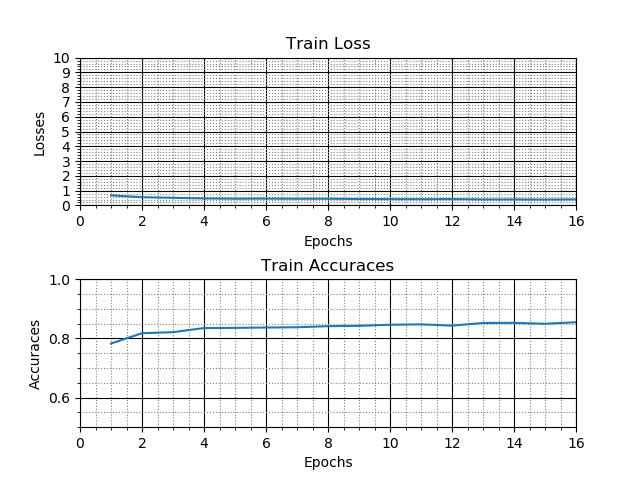 Train Loss
10
9
8
7
6
5
4
3
2
1
0
Losses
0 2 4 6 8 10 12 14 16
Epochs
Train Accuraces
1.0
0.8
0.6
Accuraces
0 2 4 6 8 10 12 14 16
Epochs